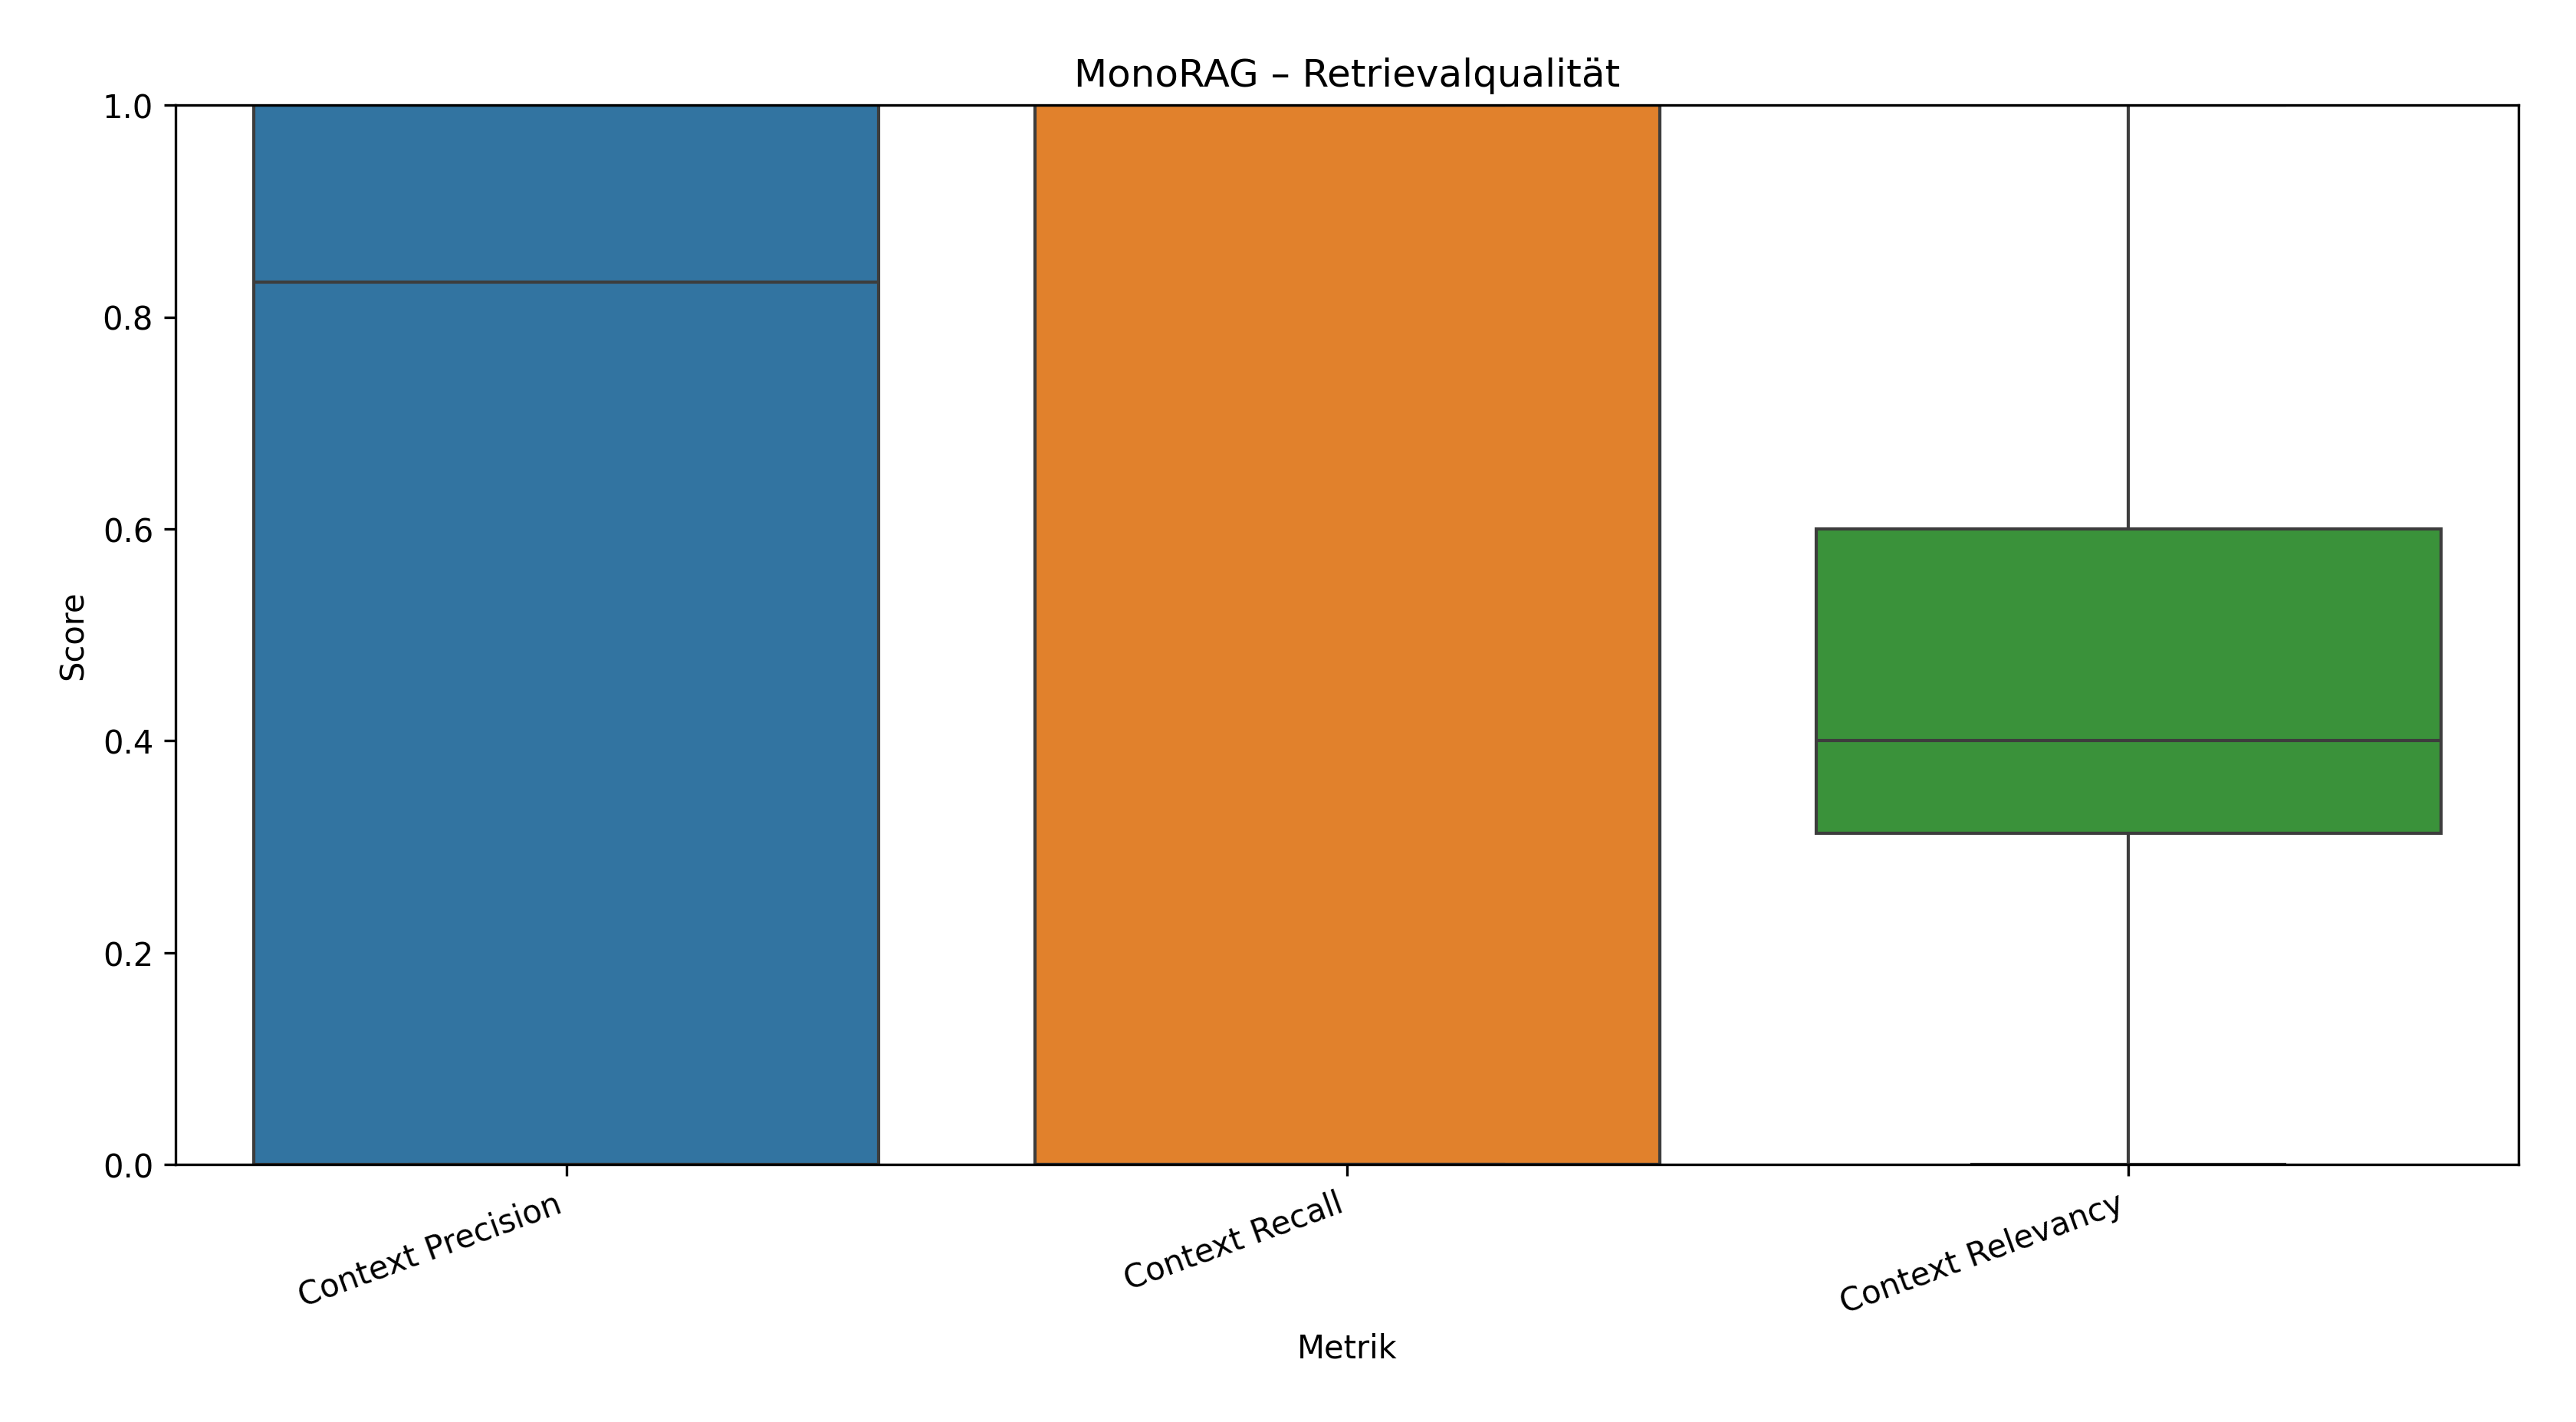 MonoRAG – Retrievalqualität
1.0
0.8
0.6
0.4
0.2
0.0
Score
Context Precision
Context Recall
Context Relevancy
Metrik